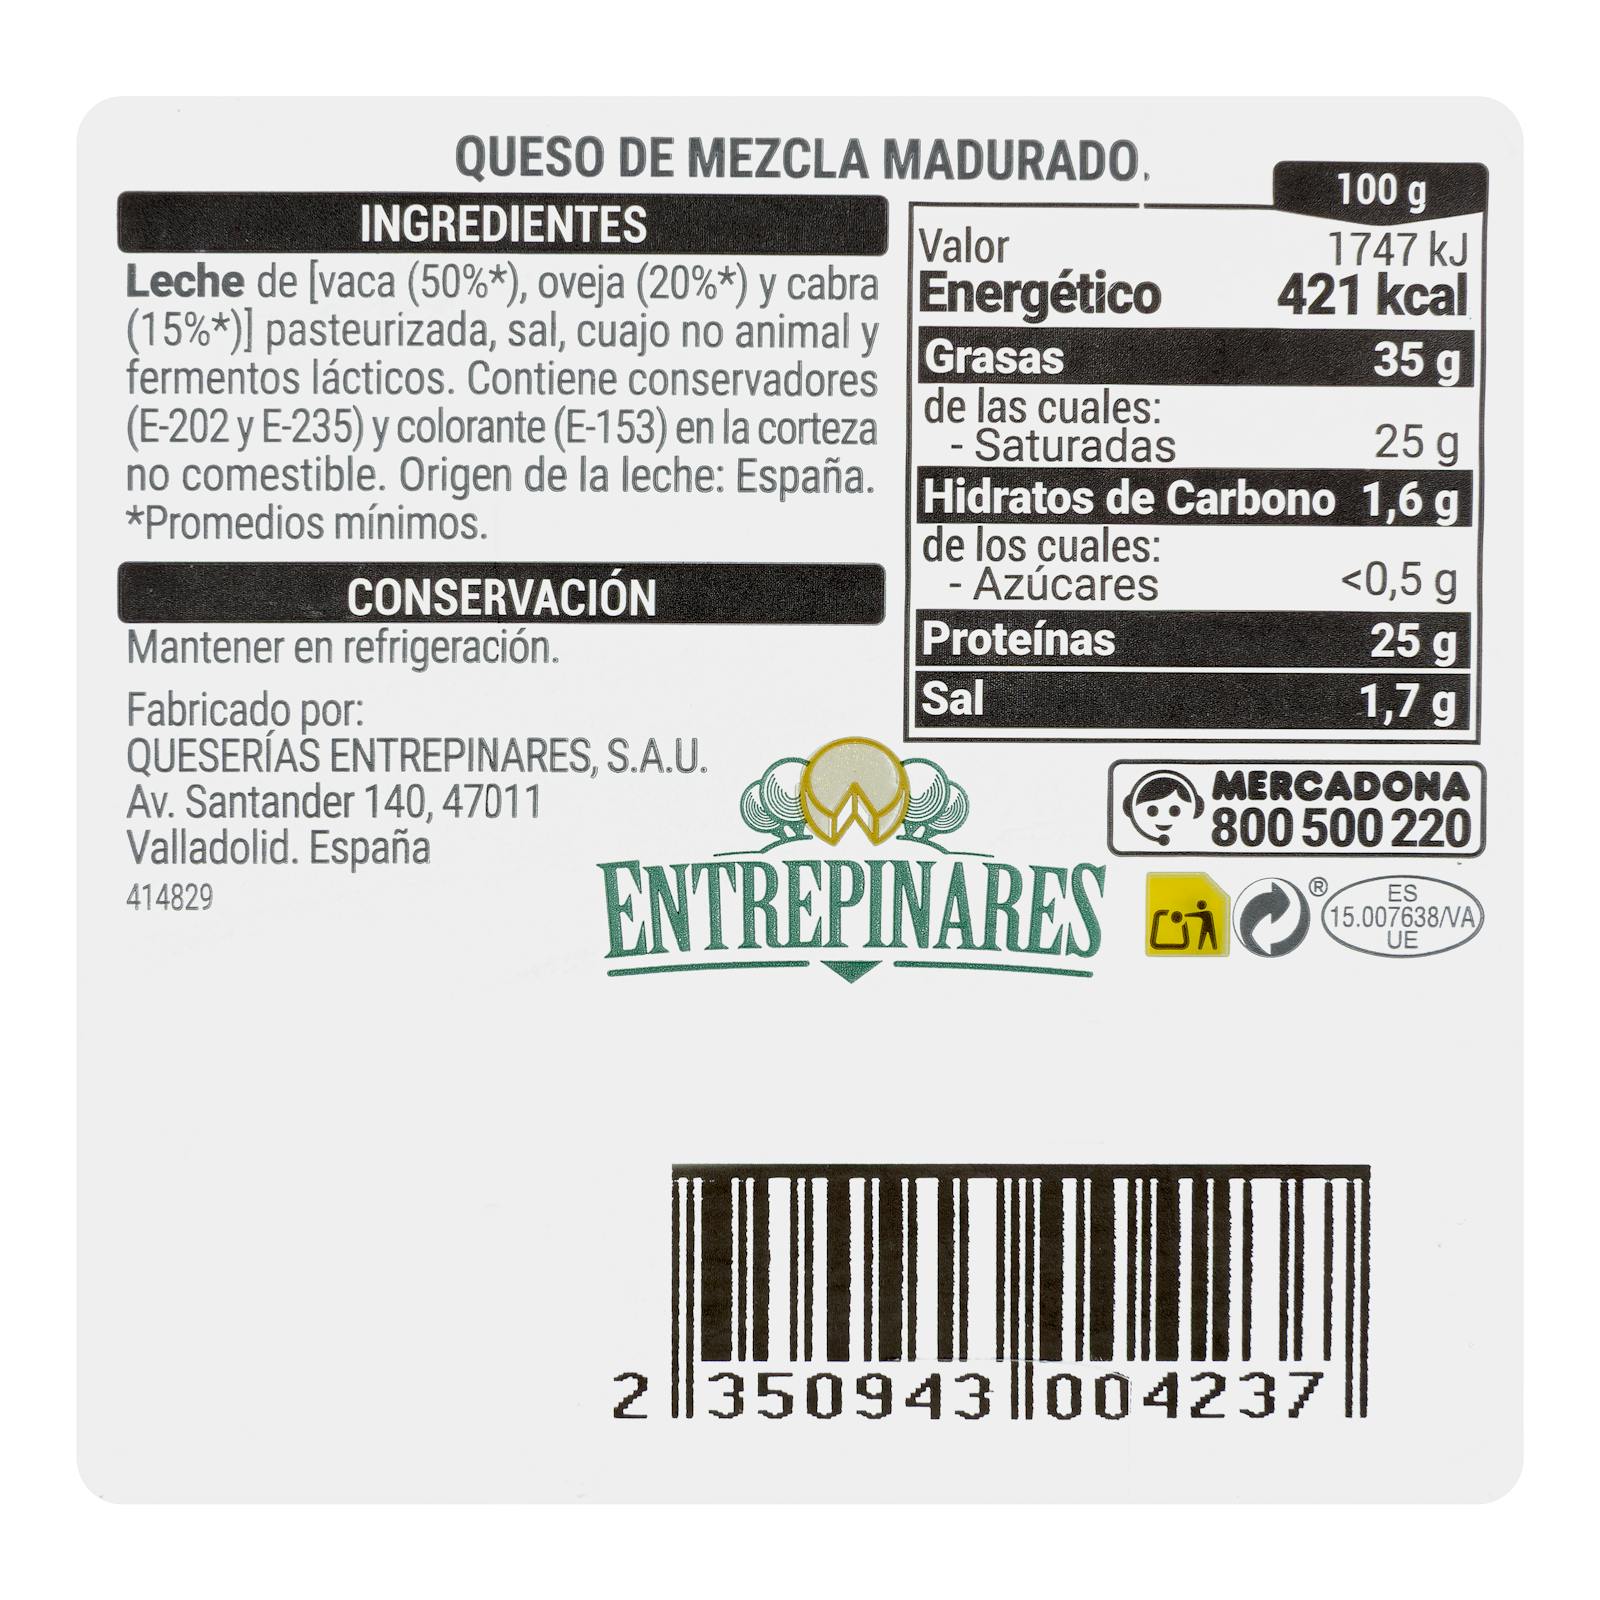 QUESO DE MEZCLA MADURADO.
INGREDIENTES
Leche de [vaca (50%*), oveja (20%*) y cabra
(15%*)] pasteurizada, sal, cuajo no animal y
fermentos lácticos. Contiene conservadores
(E-202 y E-235) y colorante (E-153) en la corteza
no comestible. Origen de la leche: España.
*Promedios mínimos.
CONSERVACIÓN
Mantener en refrigeración.
Fabricado por:
QUESERÍAS ENTREPINARES, S.A.U.
Av. Santander 140, 47011
Valladolid. España
414829
100 g
Valor 1747 kJ
Energético 421 kcal
Grasas 35 g
de las cuales:
- Saturadas 25 g
Hidratos de Carbono 1,6 g
de los cuales:
- Azúcares <0,5 g
Proteínas 25 g
Sal 1,7 g
MERCADONA
800 500 220
ENTREPINARES
®
ES
15.007638/VA
UE
2 350943 004237